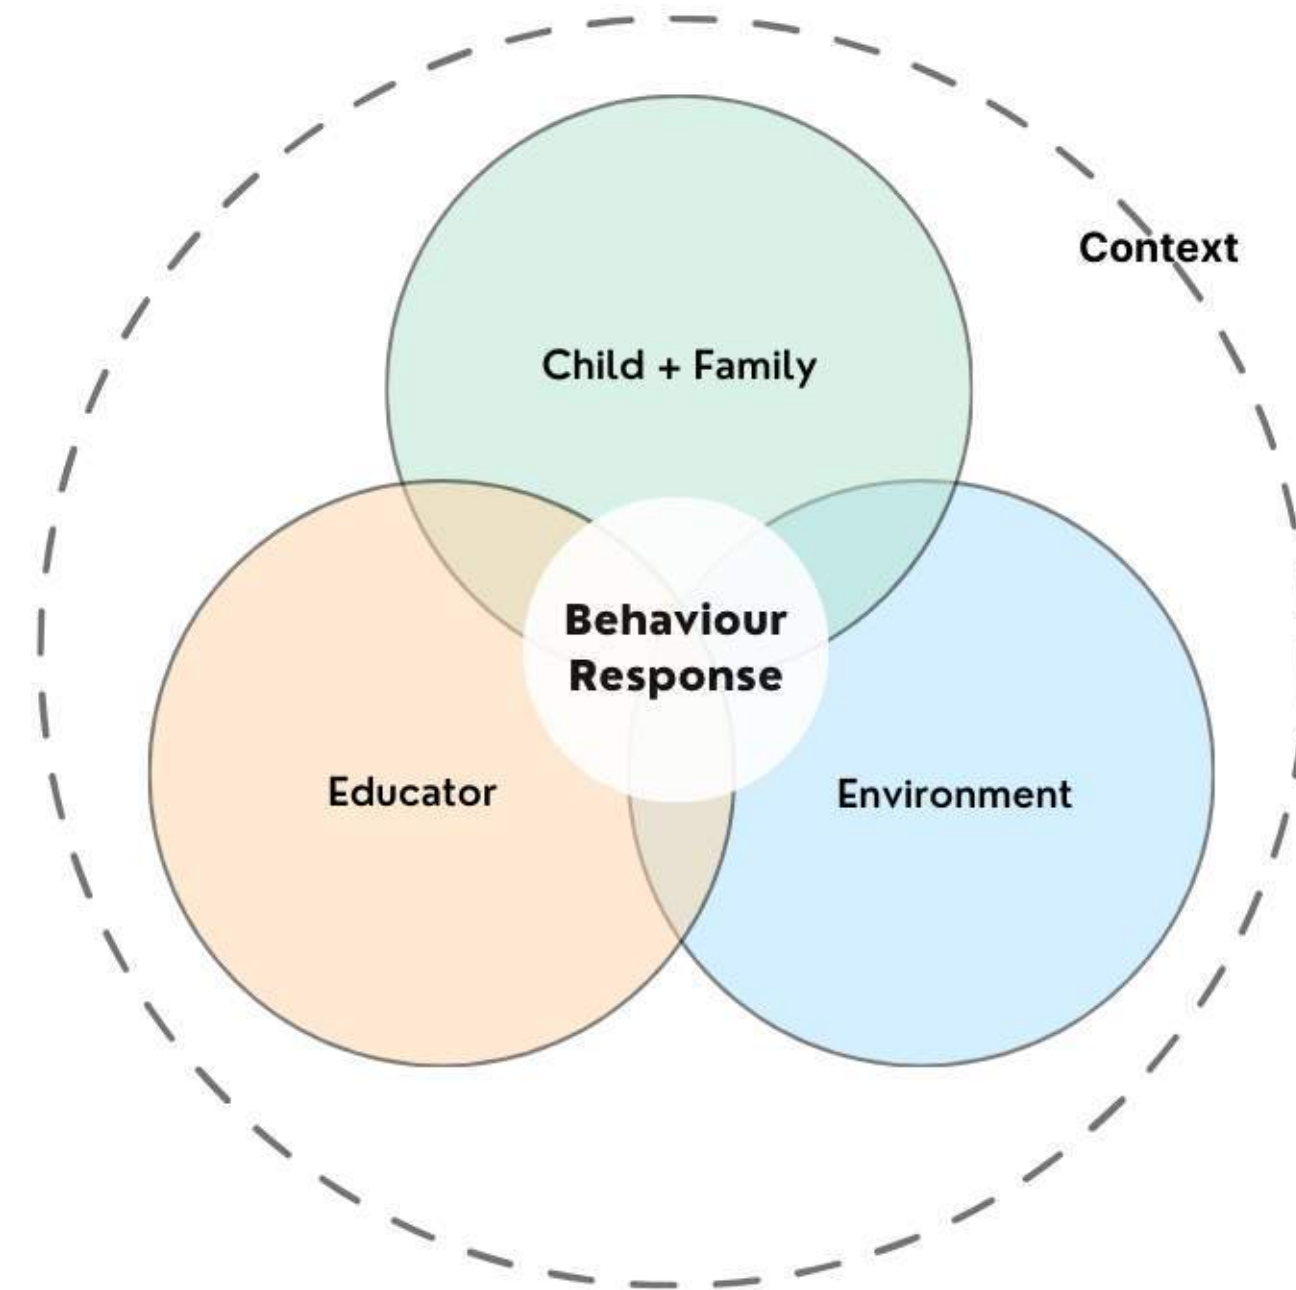 Context
Child + Family
Behaviour
Response
Educator
Environment